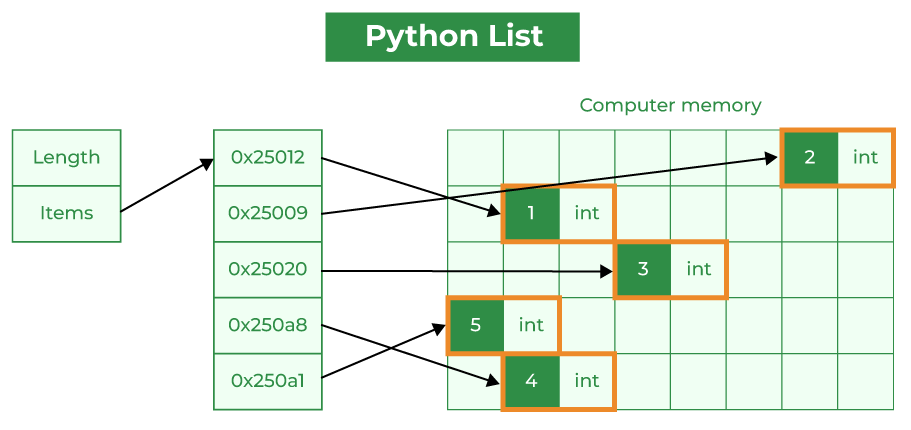 Python List
Computer memory
Length
Items
0x25012
0x25009
0x25020
0x250a8
0x250a1
2 int
1 int
3 int
5 int
4 int